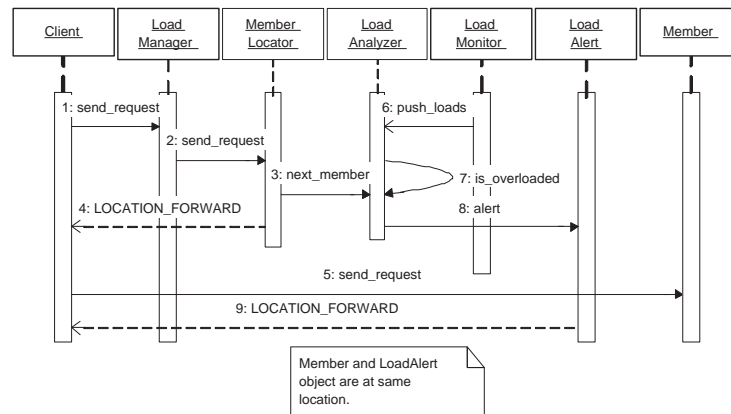 Client
Load
Manager
Member
Locator
Load
Analyzer
Load
Monitor
Load
Alert
Member
1: send_request
6: push_loads
2: send_request
3: next_member
7: is_overloaded
4: LOCATION_FORWARD
8: alert
5: send_request
9: LOCATION_FORWARD
Member and LoadAlert
object are at same
location.